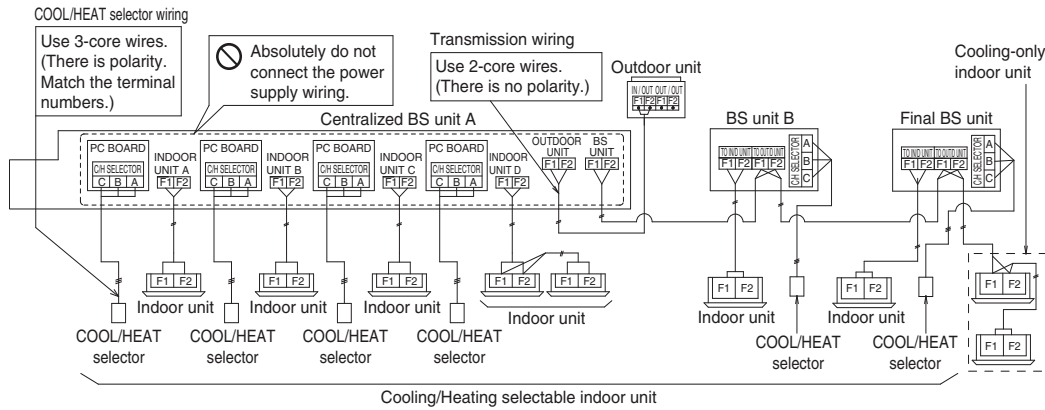 COOL/HEAT selector wiring
Use 3-core wires.
(There is polarity.
Match the terminal
numbers.)
Absolutely do not
connect the power
supply wiring.
Transmission wiring
Use 2-core wires.
(There is no polarity.)
Outdoor unit
IN / OUT OUT / OUT
F1 F2 F1 F2
Cooling-only
indoor unit
Centralized BS unit A
PC BOARD
C/H SELECTOR
C B A
INDOOR
UNIT A
F1 F2
PC BOARD
C/H SELECTOR
C B A
INDOOR
UNIT B
F1 F2
PC BOARD
C/H SELECTOR
C B A
INDOOR
UNIT C
F1 F2
PC BOARD
C/H SELECTOR
C B A
INDOOR
UNIT D
F1 F2
OUTDOOR
UNIT
F1 F2
BS
UNIT
F1 F2
BS unit B
TO IN/D UNIT TO OUT/D UNIT
F1 F2 F1 F2
C/H SELECTOR
A
B
C
Final BS unit
TO IN/D UNIT TO OUT/D UNIT
F1 F2 F1 F2
C/H SELECTOR
A
B
C
F1 F2
Indoor unit
F1 F2
Indoor unit
F1 F2
Indoor unit
F1 F2
F1 F2
Indoor unit
F1 F2
Indoor unit
F1 F2
Indoor unit
F1 F2
F1 F2
COOL/HEAT
selector
COOL/HEAT
selector
COOL/HEAT
selector
COOL/HEAT
selector
COOL/HEAT
selector
COOL/HEAT
selector
Cooling/Heating selectable indoor unit